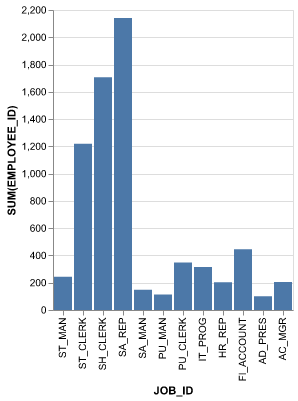 2,200
2,000
1,800
1,600
1,400
1,200
1,000
800
600
400
200
0
SUM(EMPLOYEE_ID)
ST_MAN
ST_CLERK
SH_CLERK
SA_REP
SA_MAN
PU_MAN
PU_CLERK
IT_PROG
HR_REP
FI_ACCOUNT
AD_PRES
AC_MGR
JOB_ID